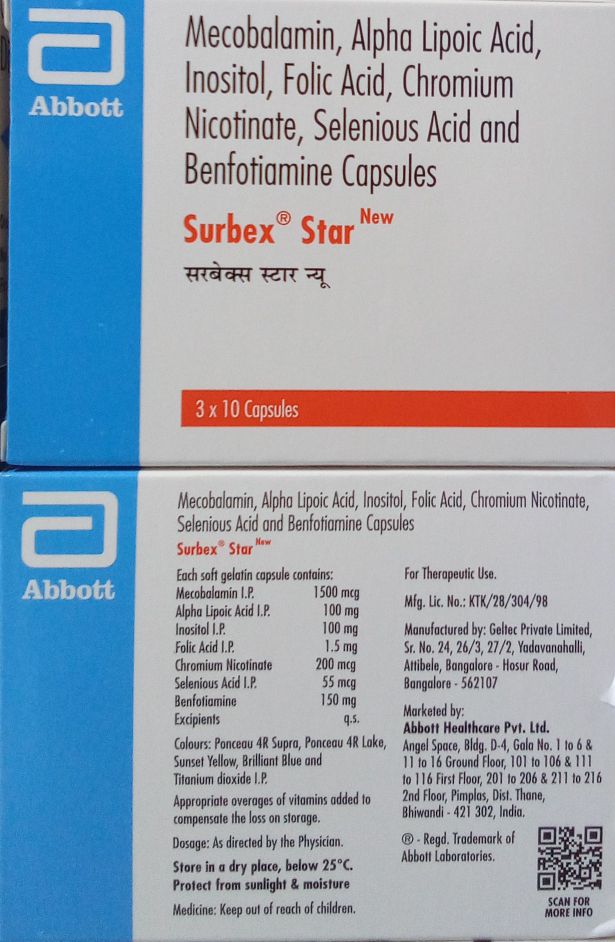 Abbott
Mecobalamin, Alpha Lipoic Acid,
Inositol, Folic Acid, Chromium
Nicotinate, Selenious Acid and
Benfotiamine Capsules
Surbex® Star New
सरबेक्स स्टार न्यू
3 x 10 Capsules
Abbott
Mecobalamin, Alpha Lipoic Acid, Inositol, Folic Acid, Chromium Nicotinate,
Selenious Acid and Benfotiamine Capsules
Surbex® Star New
Each soft gelatin capsule contains:
Mecobalamin I.P. 1500 mcg
Alpha Lipoic Acid I.P. 100 mg
Inositol I.P. 100 mg
Folic Acid I.P. 1.5 mg
Chromium Nicotinate 200 mcg
Selenious Acid I.P. 55 mcg
Benfotiamine 150 mg
Excipients q.s.
Colours: Ponceau 4R Supra, Ponceau 4R Lake,
Sunset Yellow, Brilliant Blue and
Titanium dioxide I.P.
Appropriate overages of vitamins added to
compensate the loss on storage.
Dosage: As directed by the Physician.
Store in a dry place, below 25°C.
Protect from sunlight & moisture
Medicine: Keep out of reach of children.
For Therapeutic Use.
Mfg. Lic. No.: KTK/28/304/98
Manufactured by: Geltec Private Limited,
Sr. No. 24, 26/3, 27/2, Yadavanahalli,
Attibele, Bangalore - Hosur Road,
Bangalore - 562107
Marketed by:
Abbott Healthcare Pvt. Ltd.
Angel Space, Bldg. D-4, Gala No. 1 to 6 &
11 to 16 Ground Floor, 101 to 106 & 111
to 116 First Floor, 201 to 206 & 211 to 216
2nd Floor, Pimplas, Dist. Thane,
Bhiwandi - 421 302, India.
® - Regd. Trademark of
Abbott Laboratories.
SCAN FOR
MORE INFO